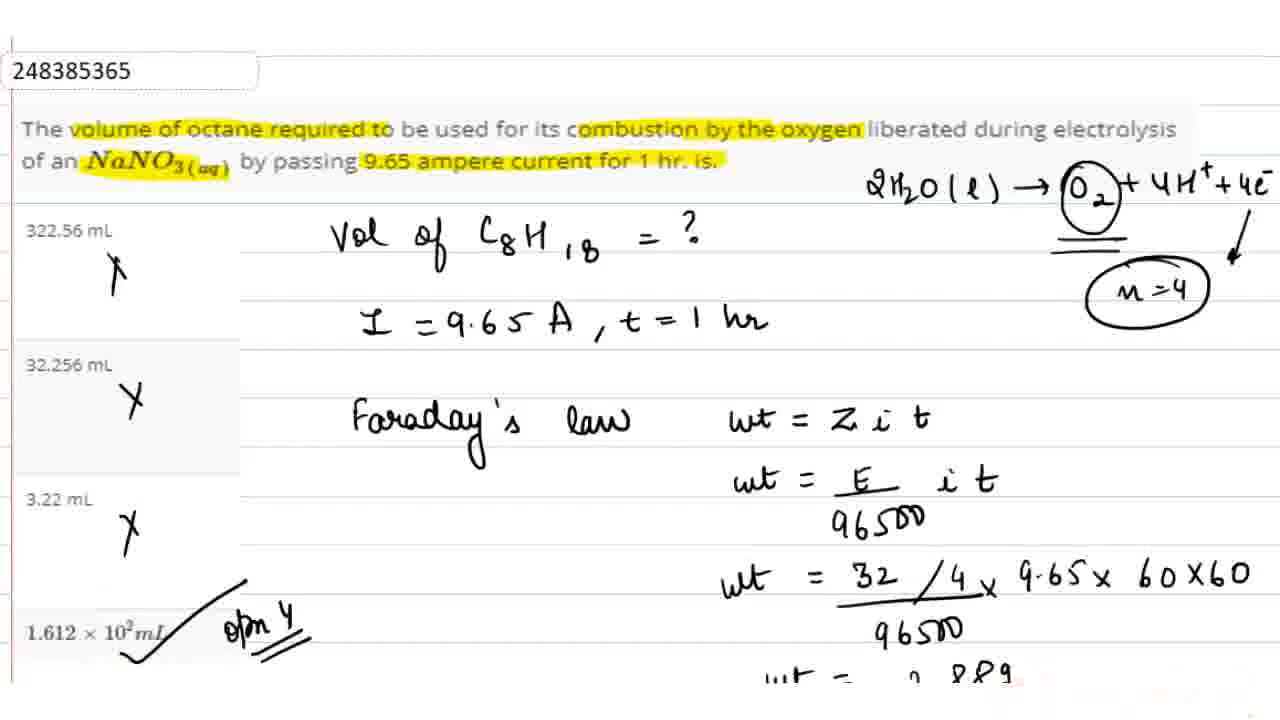 248385365
The volume of octane required to be used for its combustion by the oxygen liberated during electrolysis
of an NaNO3(aq) by passing 9.65 ampere current for 1 hr. is.
2H2O(l) → O2 + 4H+ + 4e-
n=4
322.56 mL
Vol of C8H18 = ?
I = 9.65 A, t = 1 hr
32.256 mL
Faraday's law
wt = Z i t
wt = E/96500 i t
3.22 mL
wt = 32/4 × 9.65 × 60×60
96500
1.612 × 10² mL
opn 4
wt =